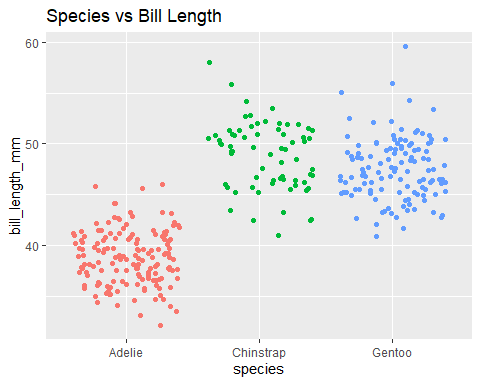 Species vs Bill Length
60
50
40
bill_length_mm
Adelie
Chinstrap
Gentoo
species